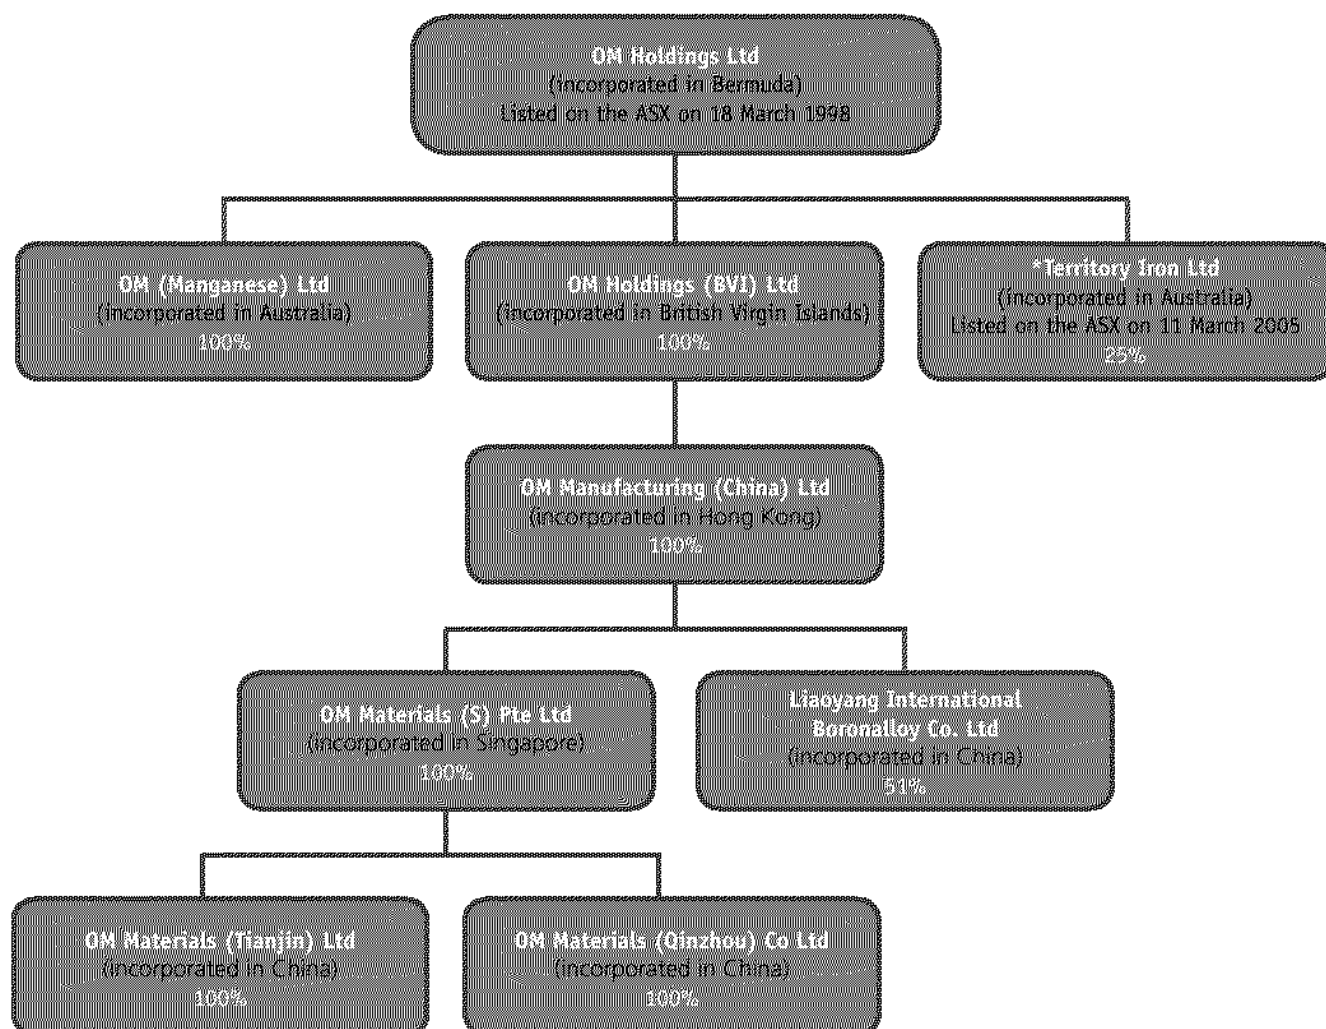 OM Holdings Ltd
(incorporated in Bermuda)
Listed on the ASX on 18 March 1998
OM (Manganese) Ltd
(incorporated in Australia)
100%
OM Holdings (BVI) Ltd
(incorporated in British Virgin Islands)
100%
*Territory Iron Ltd
(incorporated in Australia)
Listed on the ASX on 11 March 2005
25%
OM Manufacturing (China) Ltd
(incorporated in Hong Kong)
100%
OM Materials (S) Pte Ltd
(incorporated in Singapore)
100%
Liaoyang International
Boronalloy Co. Ltd
(incorporated in China)
51%
OM Materials (Tianjin) Ltd
(incorporated in China)
100%
OM Materials (Qinzhou) Co Ltd
(incorporated in China)
100%